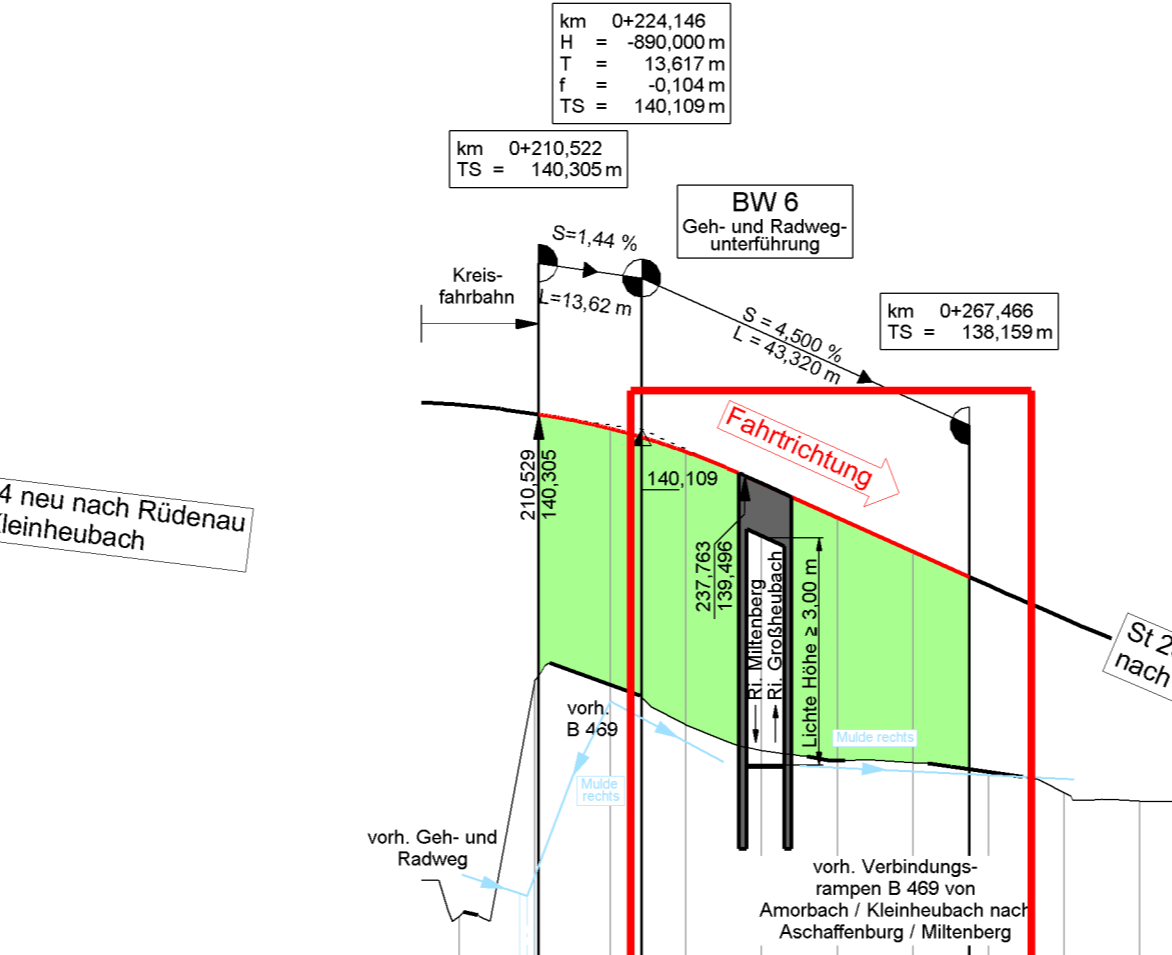 km 0+224,146
H = -890,000 m
T = 13,617 m
f = -0,104 m
TS = 140,109 m
km 0+210,522
TS = 140,305 m
BW 6
Geh- und Radweg-
unterführung
S=1,44 %
L=13,62 m
Kreis-
fahrbahn
S = 4,500 %
L = 43,320 m
km 0+267,466
TS = 138,159 m
Fahrtrichtung
4 neu nach Rüdenau
Kleinheubach
210,529
140,305
140,109
237,763
139,496
Ri. Miltenberg
Ri. Großheubach
Lichte Höhe ≥ 3,00 m
St
nach
vorh.
B 469
Mulde rechts
Mulde
rechts
vorh. Geh- und
Radweg
vorh. Verbindungs-
rampen B 469 von
Amorbach / Kleinheubach nach
Aschaffenburg / Miltenberg